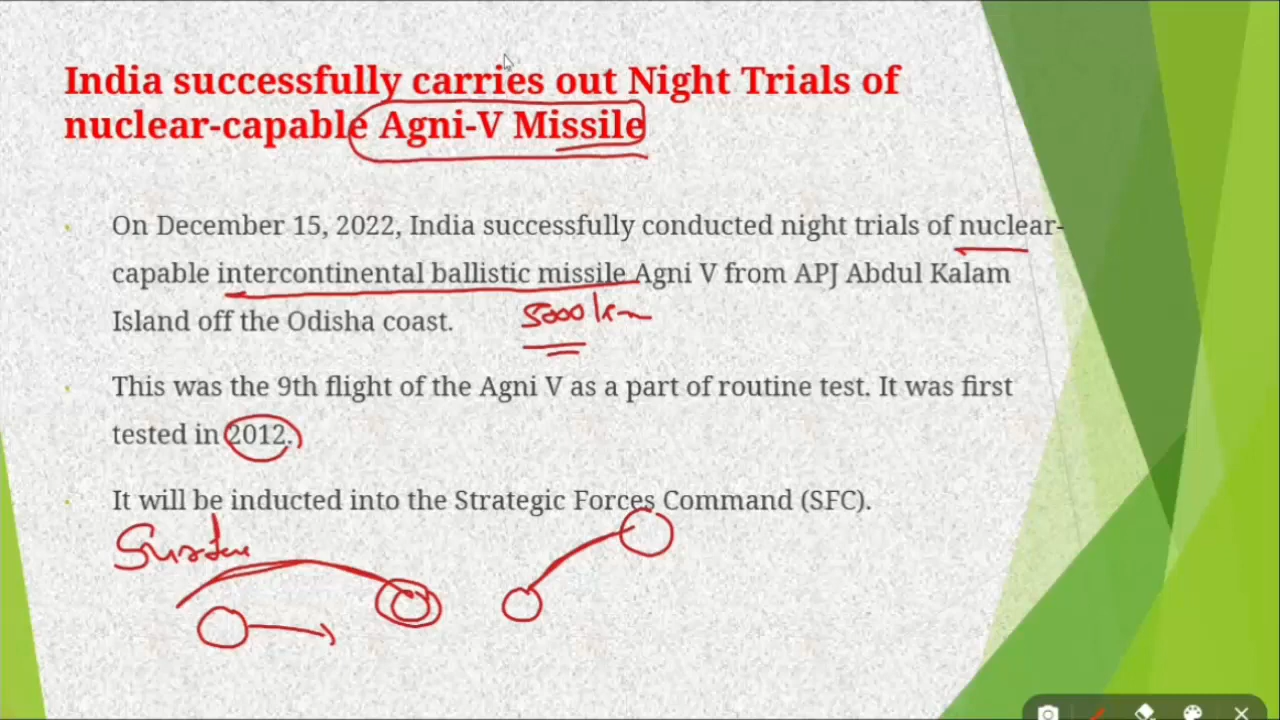 India successfully carries out Night Trials of
nuclear-capable Agni-V Missile
On December 15, 2022, India successfully conducted night trials of nuclear-
capable intercontinental ballistic missile Agni V from APJ Abdul Kalam
Island off the Odisha coast.
5000 km
This was the 9th flight of the Agni V as a part of routine test. It was first
tested in 2012.
It will be inducted into the Strategic Forces Command (SFC).